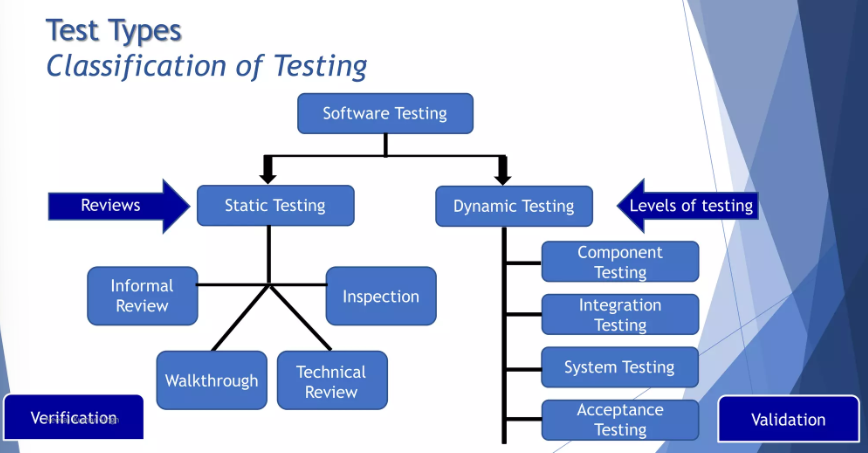 Test Types
Classification of Testing
Software Testing
Reviews
Static Testing
Dynamic Testing
Levels of testing
Informal
Review
Inspection
Walkthrough
Technical
Review
Component
Testing
Integration
Testing
System Testing
Acceptance
Testing
Verification
Validation